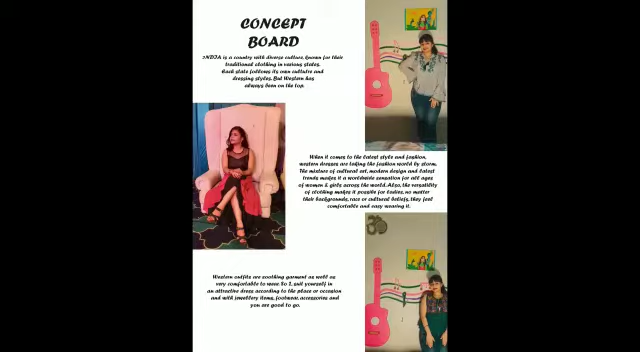 CONCEPT
BOARD
INDIA is a country with diverse culture, known for their
traditional clothing in various states.
Each state follows its own culture and
dressing styles. But Western has
always been on the top.
When it comes to the latest style and fashion,
western dresses are taking the fashion world by storm.
The mixture of cultural art, modern design and latest
trends makes it a worldwide sensation for all ages
of women & girls across the world. Also, the versatility
of clothing makes it possible for ladies, no matter
their backgrounds, race or cultural beliefs, they feel
comfortable and easy wearing it.
Western outfits are soothing garment as well as
very comfortable to wear. So I, suit yourself in
an attractive dress according to the place or occasion
and with jewellery items, footwear, accessories and
you are good to go.